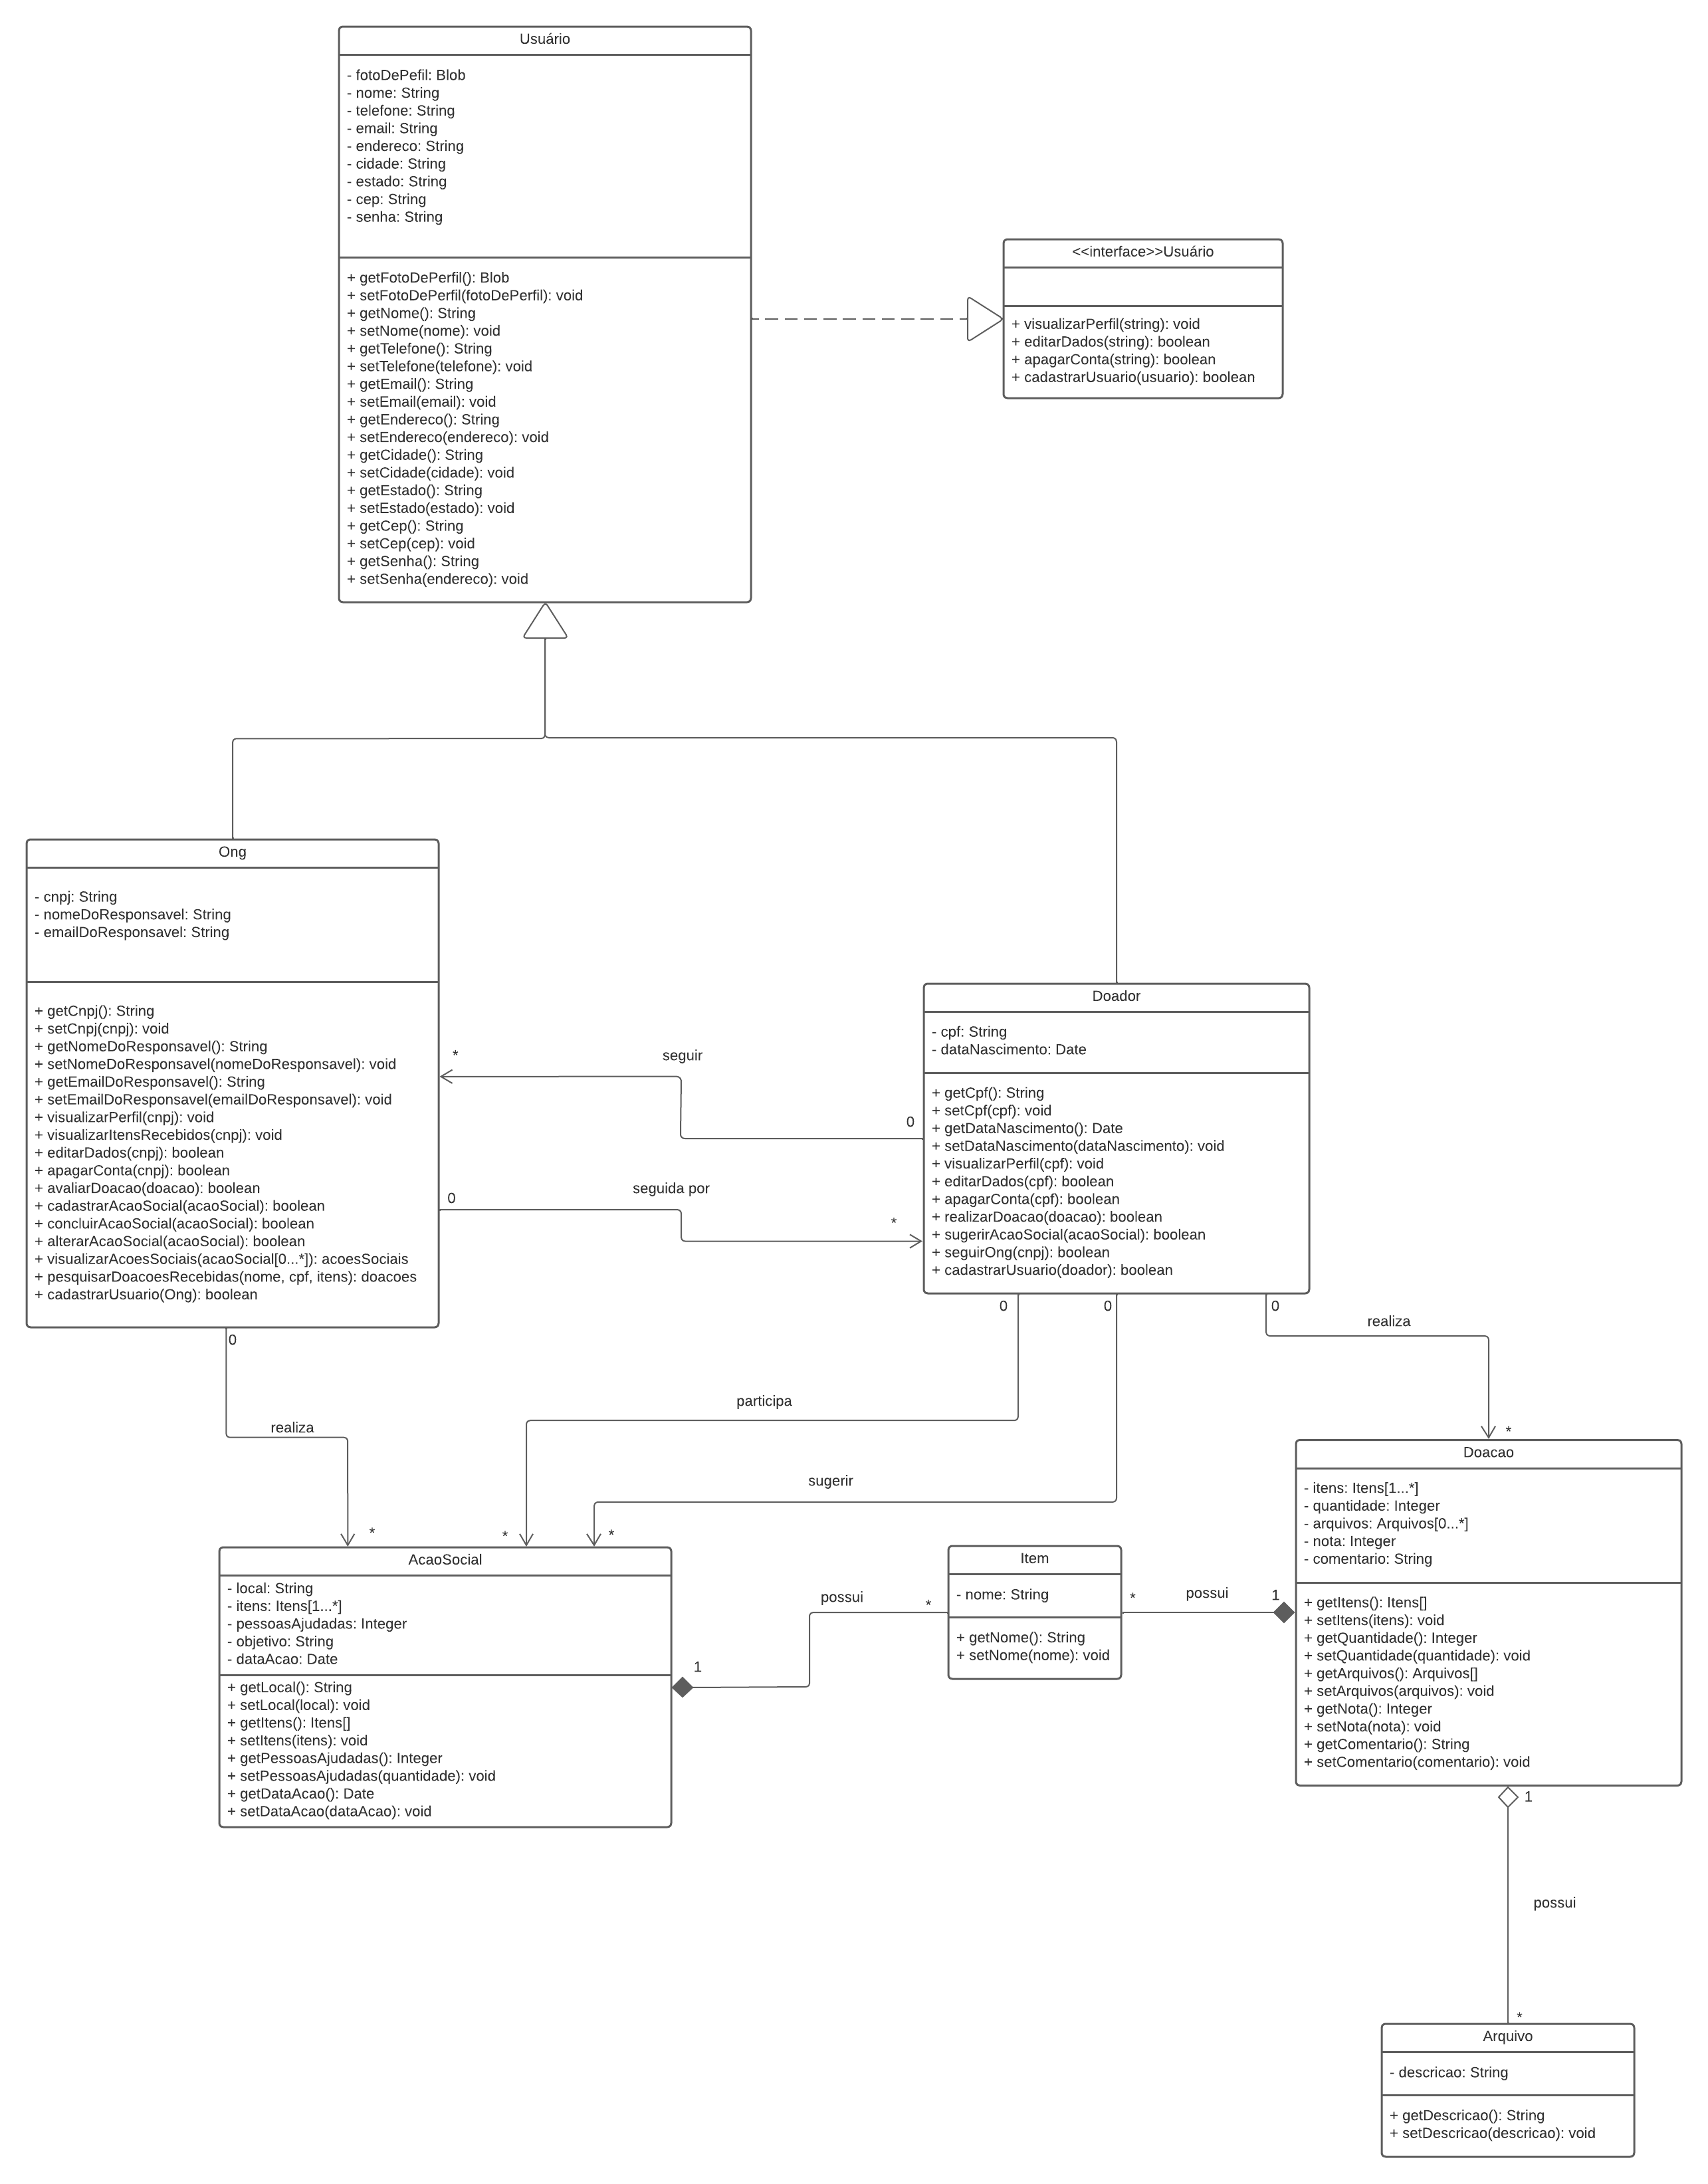 Usuário
- fotoDePefil: Blob
- nome: String
- telefone: String
- email: String
- endereco: String
- cidade: String
- estado: String
- cep: String
- senha: String
+ getFotoDePerfil(): Blob
+ setFotoDePerfil(fotoDePerfil): void
+ getNome(): String
+ setNome(nome): void
+ getTelefone(): String
+ setTelefone(telefone): void
+ getEmail(): String
+ setEmail(email): void
+ getEndereco(): String
+ setEndereco(endereco): void
+ getCidade(): String
+ setCidade(cidade): void
+ getEstado(): String
+ setEstado(estado): void
+ getCep(): String
+ setCep(cep): void
+ getSenha(): String
+ setSenha(endereco): void
<<interface>>Usuário
+ visualizarPerfil(string): void
+ editarDados(string): boolean
+ apagarConta(string): boolean
+ cadastrarUsuario(usuario): boolean
Ong
- cnpj: String
- nomeDoResponsavel: String
- emailDoResponsavel: String
+ getCnpj(): String
+ setCnpj(cnpj): void
+ getNomeDoResponsavel(): String
+ setNomeDoResponsavel(nomeDoResponsavel): void
+ getEmailDoResponsavel(): String
+ setEmailDoResponsavel(emailDoResponsavel): void
+ visualizarPerfil(cnpj): void
+ visualizarItensRecebidos(cnpj): void
+ editarDados(cnpj): boolean
+ apagarConta(cnpj): boolean
+ avaliarDoacao(doacao): boolean
+ cadastrarAcaoSocial(acaoSocial): boolean
+ concluirAcaoSocial(acaoSocial): boolean
+ alterarAcaoSocial(acaoSocial): boolean
+ visualizarAcoesSociais(acaoSocial[0...*]): acoesSociais
+ pesquisarDoacoesRecebidas(nome, cpf, itens): doacoes
+ cadastrarUsuario(Ong): boolean
*
seguir
0
0
seguida por
*
Doador
- cpf: String
- dataNascimento: Date
+ getCpf(): String
+ setCpf(cpf): void
+ getDataNascimento(): Date
+ setDataNascimento(dataNascimento): void
+ visualizarPerfil(cpf): void
+ editarDados(cpf): boolean
+ apagarConta(cpf): boolean
+ realizarDoacao(doacao): boolean
+ sugerirAcaoSocial(acaoSocial): boolean
+ seguirOng(cnpj): boolean
+ cadastrarUsuario(doador): boolean
0
realiza
*
0
participa
*
0
sugerir
*
0
realiza
*
AcaoSocial
- local: String
- itens: Itens[1...*]
- pessoasAjudadas: Integer
- objetivo: String
- dataAcao: Date
+ getLocal(): String
+ setLocal(local): void
+ getItens(): Itens[]
+ setItens(itens): void
+ getPessoasAjudadas(): Integer
+ setPessoasAjudadas(quantidade): void
+ getDataAcao(): Date
+ setDataAcao(dataAcao): void
1
possui
*
Item
- nome: String
+ getNome(): String
+ setNome(nome): void
*
possui
1
Doacao
- itens: Itens[1...*]
- quantidade: Integer
- arquivos: Arquivos[0...*]
- nota: Integer
- comentario: String
+ getItens(): Itens[]
+ setItens(itens): void
+ getQuantidade(): Integer
+ setQuantidade(quantidade): void
+ getArquivos(): Arquivos[]
+ setArquivos(arquivos): void
+ getNota(): Integer
+ setNota(nota): void
+ getComentario(): String
+ setComentario(comentario): void
1
possui
*
Arquivo
- descricao: String
+ getDescricao(): String
+ setDescricao(descricao): void